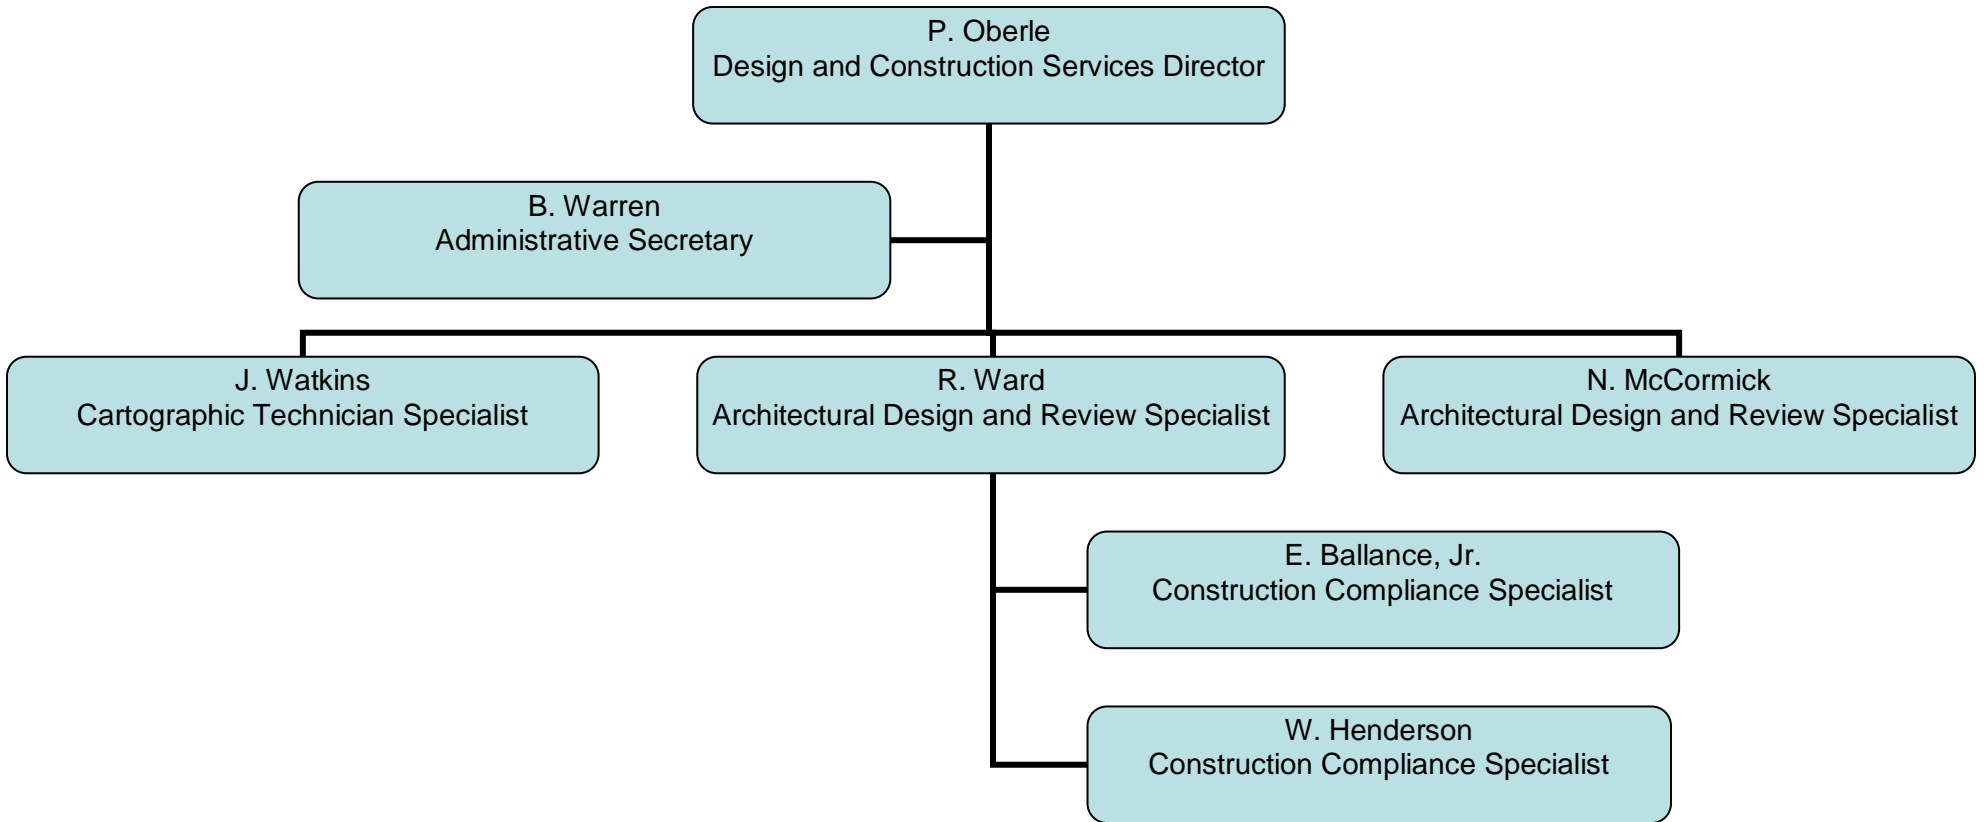 P. Oberle
Design and Construction Services Director
B. Warren
Administrative Secretary
J. Watkins
Cartographic Technician Specialist
R. Ward
Architectural Design and Review Specialist
N. McCormick
Architectural Design and Review Specialist
E. Ballance, Jr.
Construction Compliance Specialist
W. Henderson
Construction Compliance Specialist